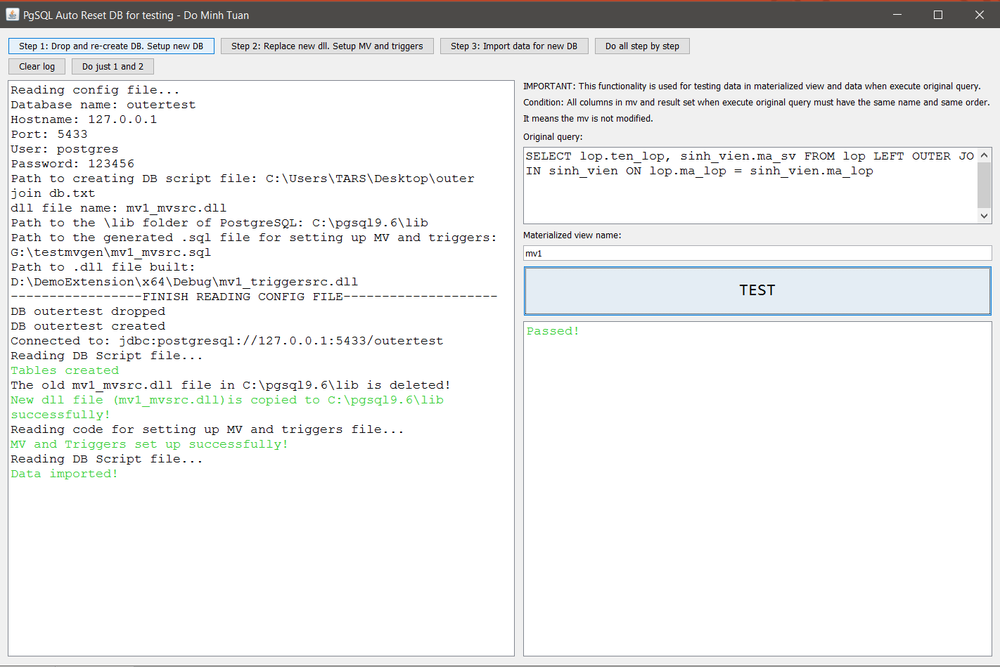 PgSQL Auto Reset DB for testing - Do Minh Tuan
Step 1: Drop and re-create DB. Setup new DB
Step 2: Replace new dll. Setup MV and triggers
Step 3: Import data for new DB
Do all step by step
Clear log
Do just 1 and 2
Reading config file...
Database name: outertest
Hostname: 127.0.0.1
Port: 5433
User: postgres
Password: 123456
Path to creating DB script file: C:\Users\TARS\Desktop\outer
join db.txt
dll file name: mv1_mvsrc.dll
Path to the \lib folder of PostgreSQL: C:\pgsql9.6\lib
Path to the generated .sql file for setting up MV and triggers:
G:\testmvgen\mv1_mvsrc.sql
Path to .dll file built:
D:\DemoExtension\x64\Debug\mv1_triggersrc.dll
-----------------FINISH READING CONFIG FILE--------------------
DB outertest dropped
DB outertest created
Connected to: jdbc:postgresql://127.0.0.1:5433/outertest
Reading DB Script file...
Tables created
The old mv1_mvsrc.dll file in C:\pgsql9.6\lib is deleted!
New dll file (mv1_mvsrc.dll)is copied to C:\pgsql9.6\lib
successfully!
Reading code for setting up MV and triggers file...
MV and Triggers set up successfully!
Reading DB Script file...
Data imported!
IMPORTANT: This functionality is used for testing data in materialized view and data when execute original query.
Condition: All columns in mv and result set when execute original query must have the same name and same order.
It means the mv is not modified.
Original query:
SELECT lop.ten_lop, sinh_vien.ma_sv FROM lop LEFT OUTER JO
IN sinh_vien ON lop.ma_lop = sinh_vien.ma_lop
Materialized view name:
mv1
TEST
Passed!